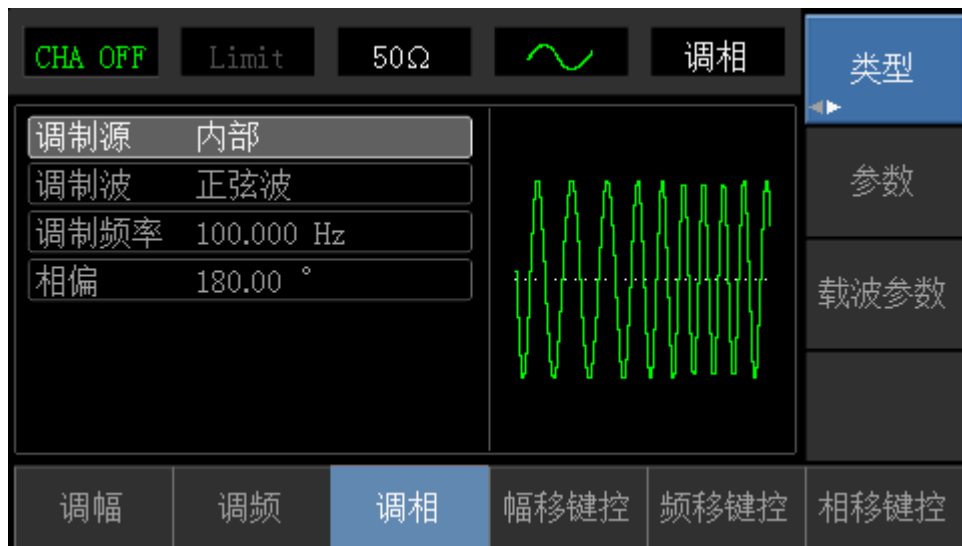 CHA OFF Limit 50Ω 调相 类型
调制源 内部
调制波 正弦波
调制频率 100.000 Hz
相偏 180.00 °
参数
载波参数
调幅 调频 调相 幅移键控 频移键控 相移键控